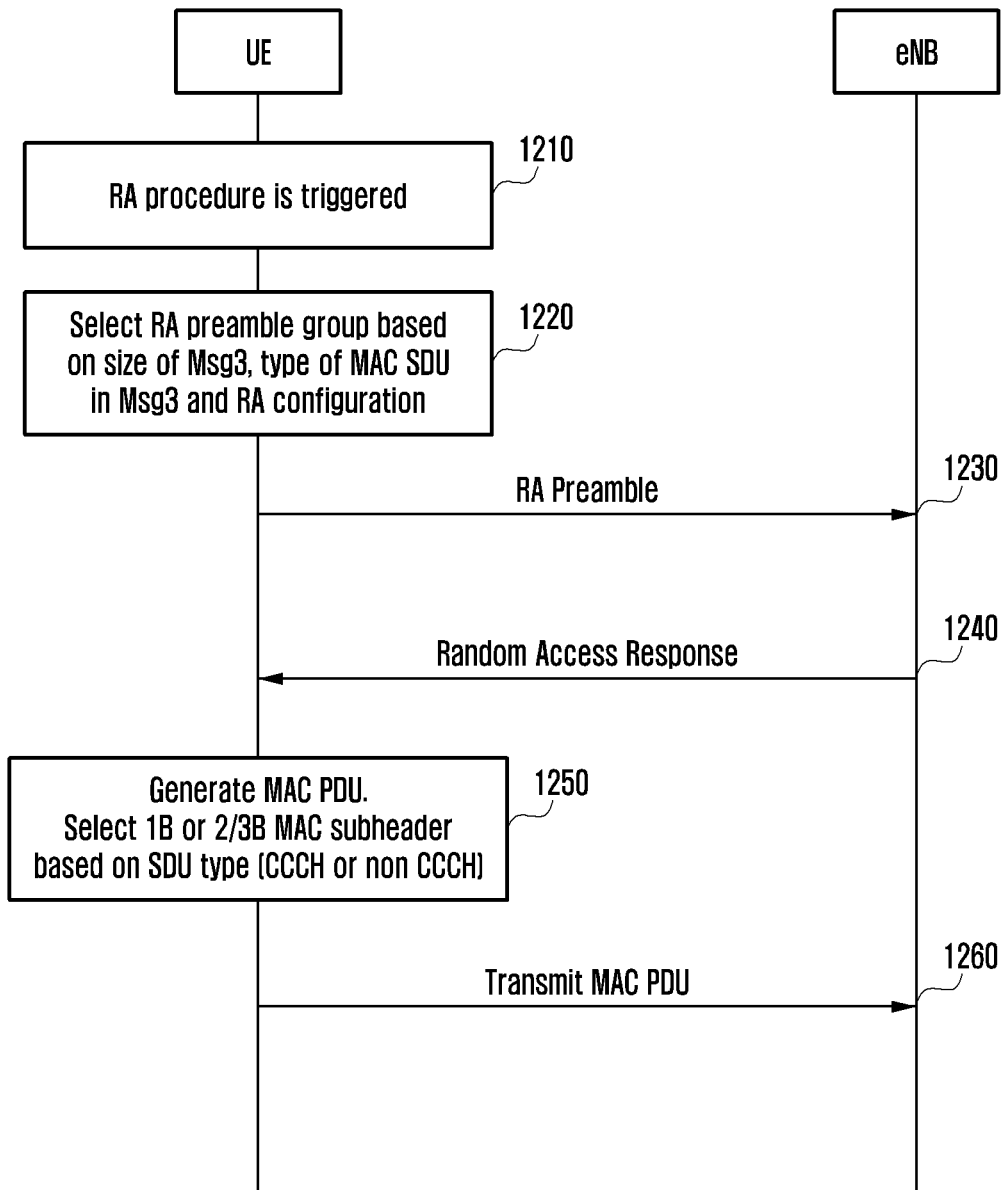 UE
eNB
1210
RA procedure is triggered
1220
Select RA preamble group based
on size of Msg3, type of MAC SDU
in Msg3 and RA configuration
1230
RA Preamble
1240
Random Access Response
1250
Generate MAC PDU.
Select 1B or 2/3B MAC subheader
based on SDU type (CCCH or non CCCH)
1260
Transmit MAC PDU